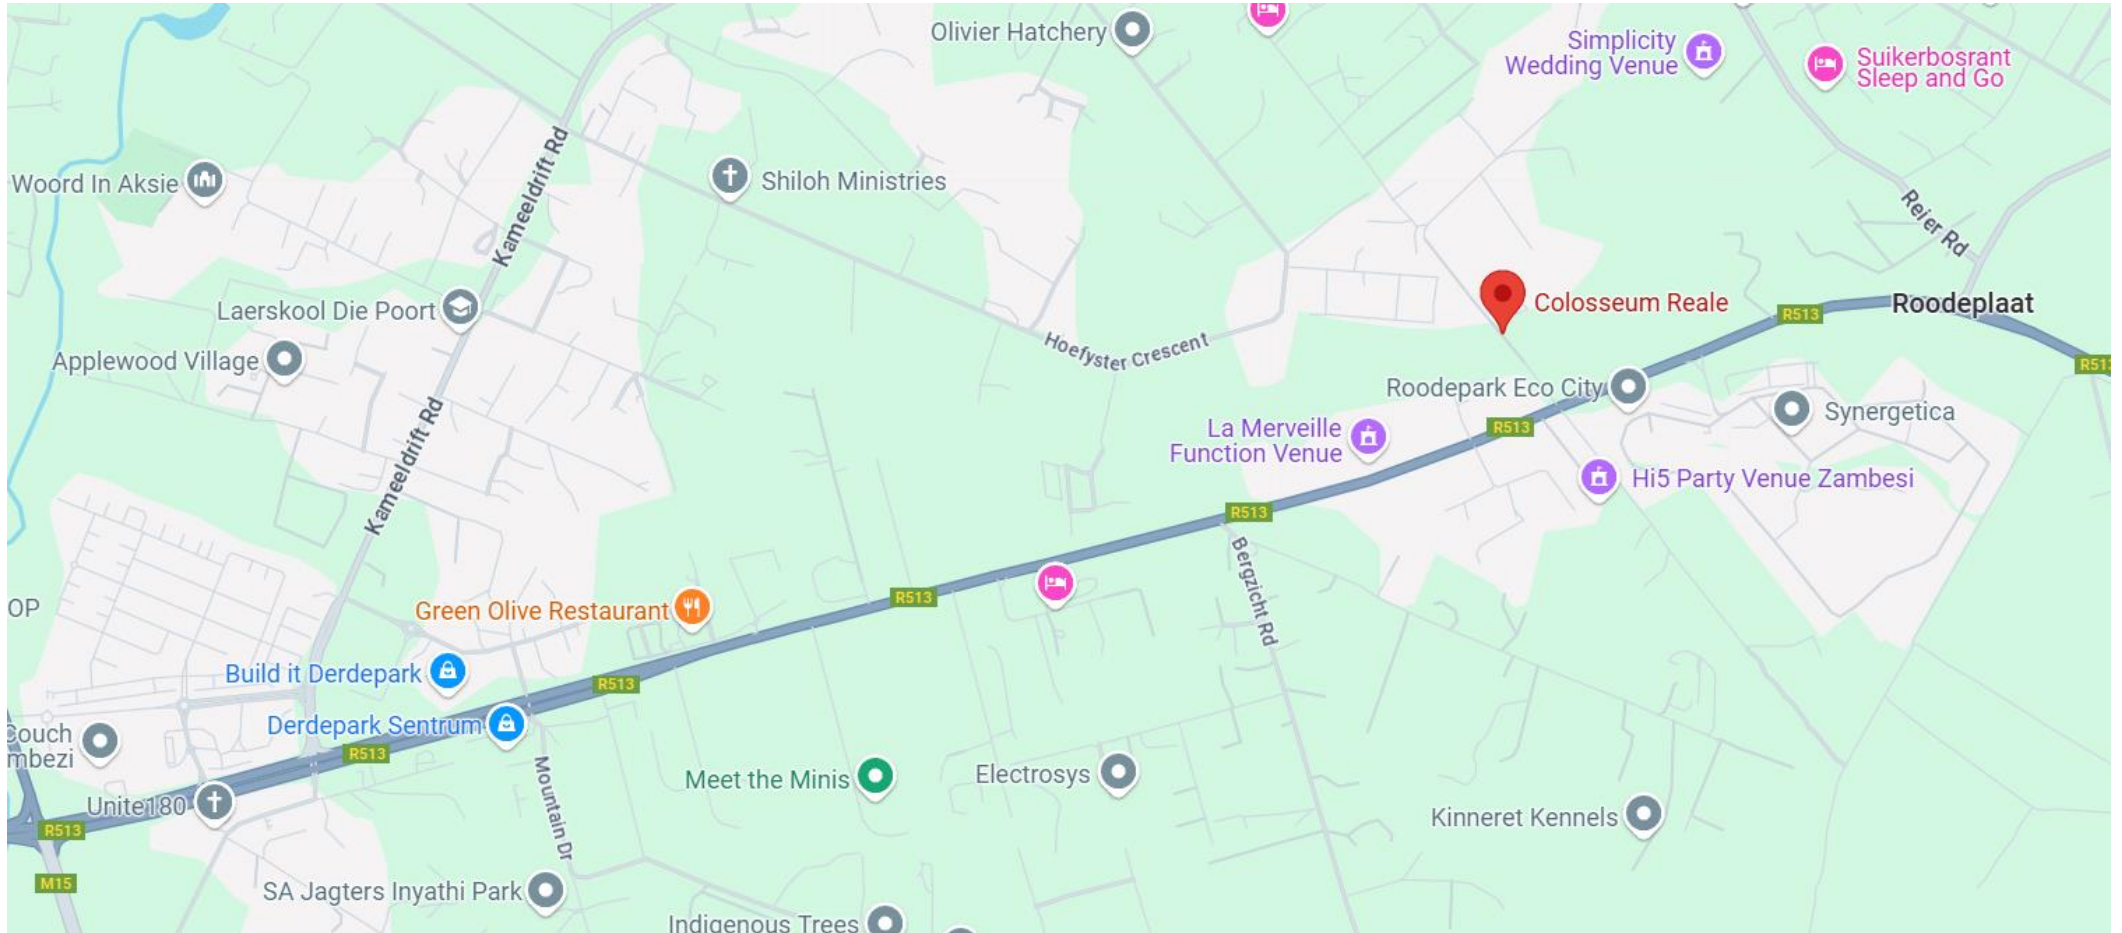 Olivier Hatchery
Simplicity
Wedding Venue
Suikerbosrant
Sleep and Go
Kameeldrift Rd
Woord In Aksie
Shiloh Ministries
Reier Rd
Laerskool Die Poort
Colosseum Reale
Roodeplaat
R513
Hoefyster Crescent
Applewood Village
R513
Roodepark Eco City
Synergetica
Kameeldrift Rd
La Merveille
Function Venue
R513
Hi5 Party Venue Zambesi
R513
Bergzicht Rd
OP
Green Olive Restaurant
R513
Build it Derdepark
R513
Derdepark Sentrum
Couch
mbezi
R513
Mountain Dr
Meet the Minis
Electrosys
Unite180
Kinneret Kennels
R513
M15
SA Jagters Inyathi Park
Indigenous Trees